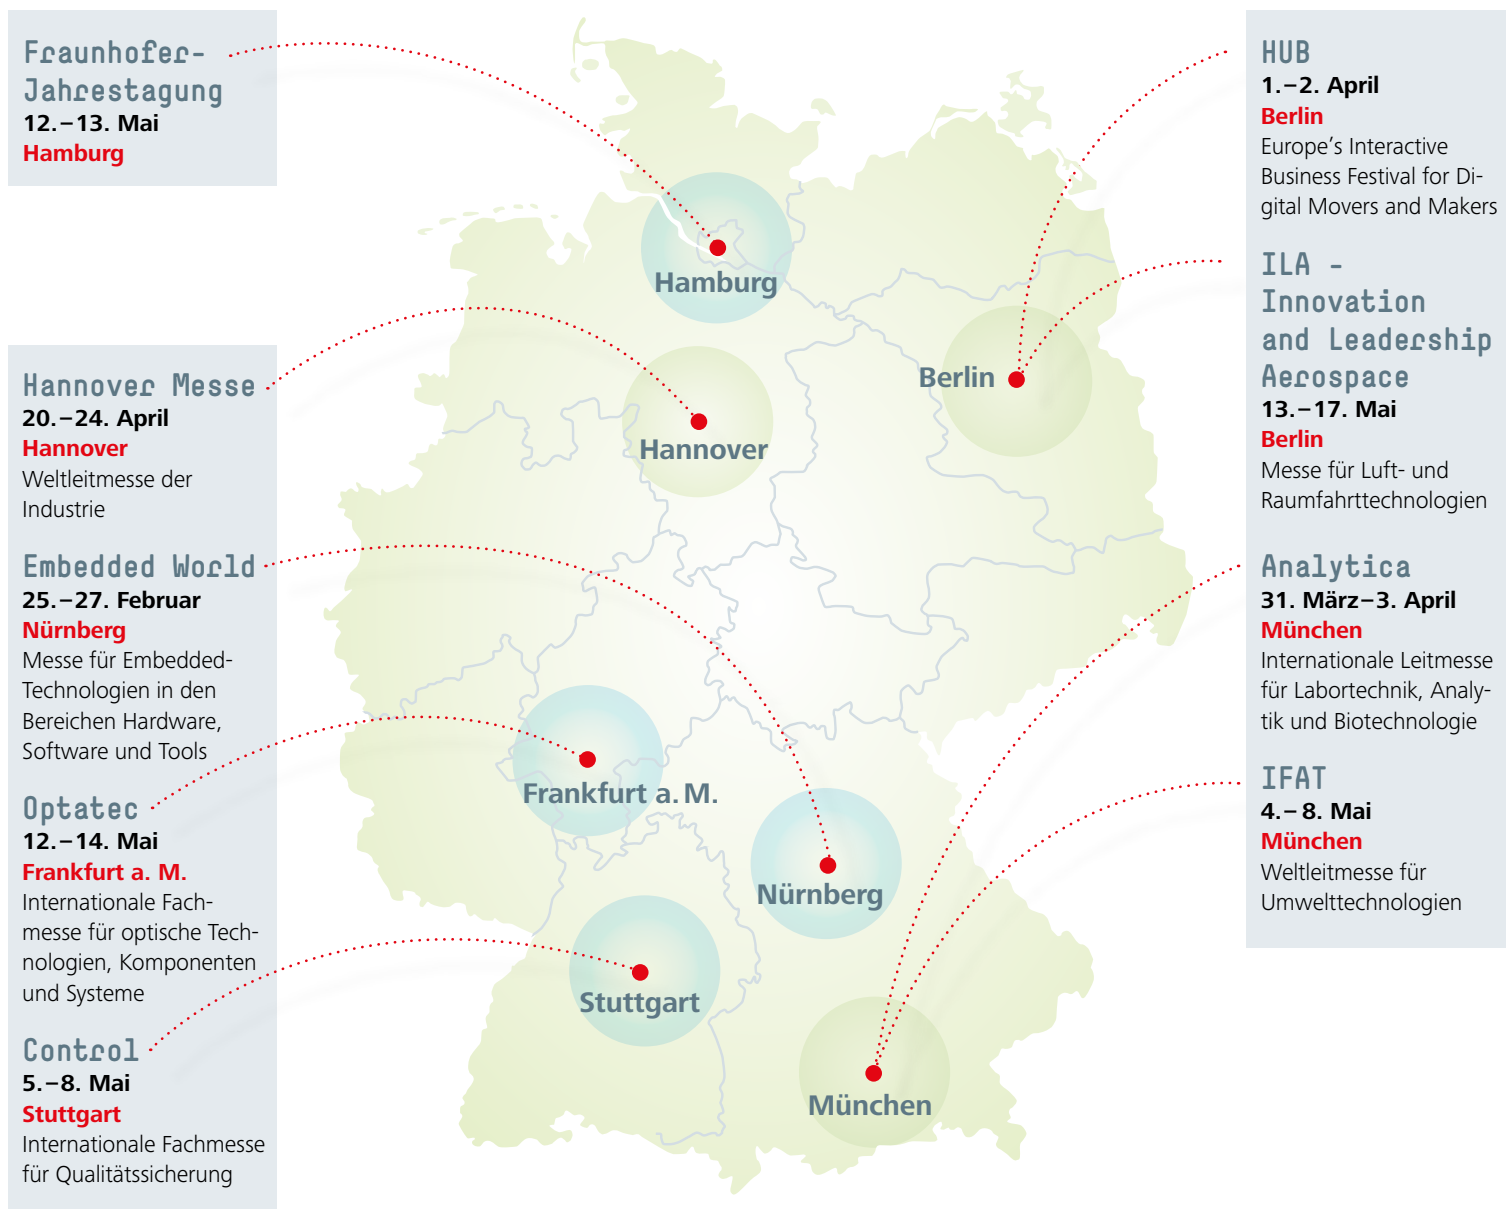 Fraunhofer-
Jahrestagung
12.–13. Mai
Hamburg
Hannover Messe
20.–24. April
Hannover
Weltleitmesse der
Industrie
Embedded World
25.–27. Februar
Nürnberg
Messe für Embedded-
Technologien in den
Bereichen Hardware,
Software und Tools
Optatec
12.–14. Mai
Frankfurt a. M.
Internationale Fach-
messe für optische Tech-
nologien, Komponenten
und Systeme
Control
5.–8. Mai
Stuttgart
Internationale Fachmesse
für Qualitätssicherung
Hamburg
Berlin
Hannover
Frankfurt a. M.
Nürnberg
Stuttgart
München
HUB
1.–2. April
Berlin
Europe’s Interactive
Business Festival for Di-
gital Movers and Makers
ILA -
Innovation
and Leadership
Aerospace
13.–17. Mai
Berlin
Messe für Luft- und
Raumfahrttechnologien
Analytica
31. März–3. April
München
Internationale Leitmesse
für Labortechnik, Analy-
tik und Biotechnologie
IFAT
4.– 8. Mai
München
Weltleitmesse für
Umwelttechnologien